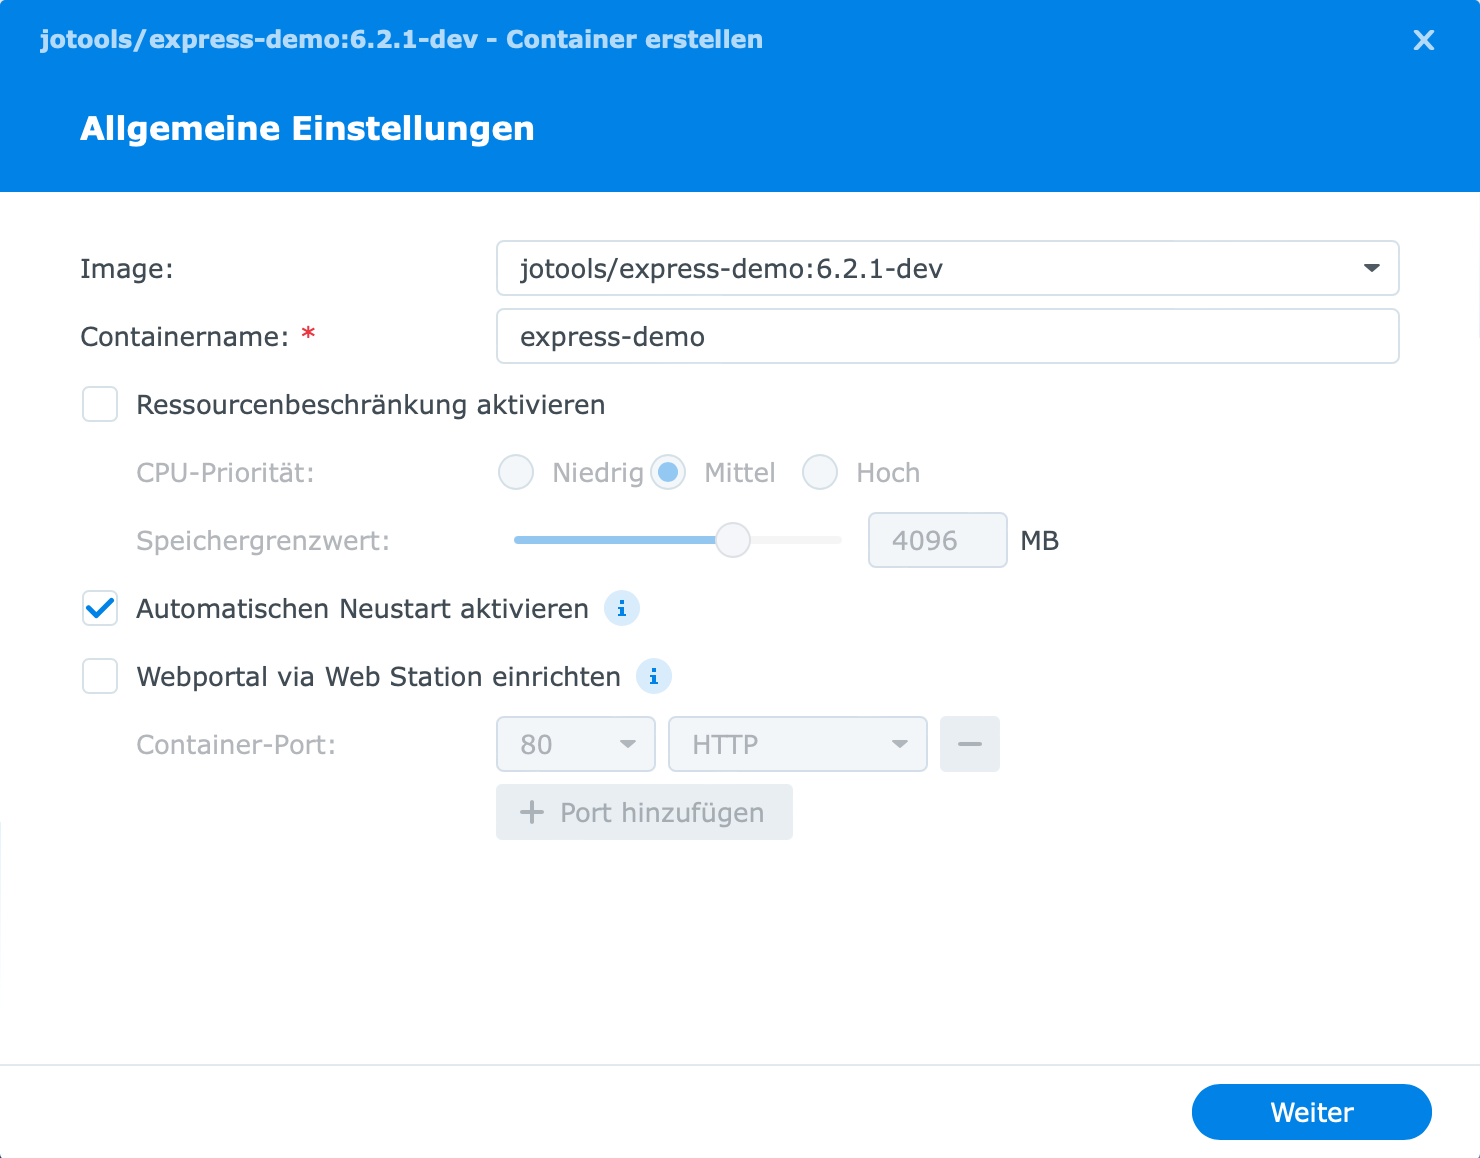 jotools/express-demo:6.2.1-dev - Container erstellen
Allgemeine Einstellungen
Image: jotools/express-demo:6.2.1-dev
Containername: * express-demo
Ressourcenbeschränkung aktivieren
CPU-Priorität: Niedrig Mittel Hoch
Speichergrenzwert: 4096 MB
Automatischen Neustart aktivieren i
Webportal via Web Station einrichten i
Container-Port: 80 HTTP
Port hinzufügen
Weiter